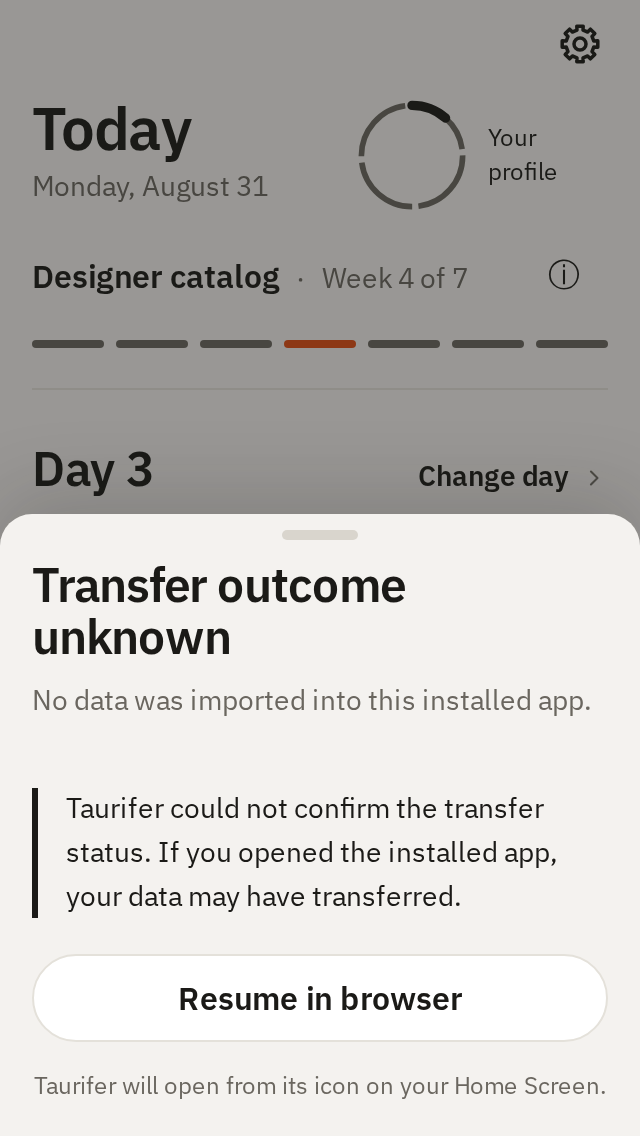 Today
Monday, August 31
Your
profile
Designer catalog · Week 4 of 7
Day 3
Change day
Transfer outcome
unknown
No data was imported into this installed app.
Taurifer could not confirm the transfer
status. If you opened the installed app,
your data may have transferred.
Resume in browser
Taurifer will open from its icon on your Home Screen.